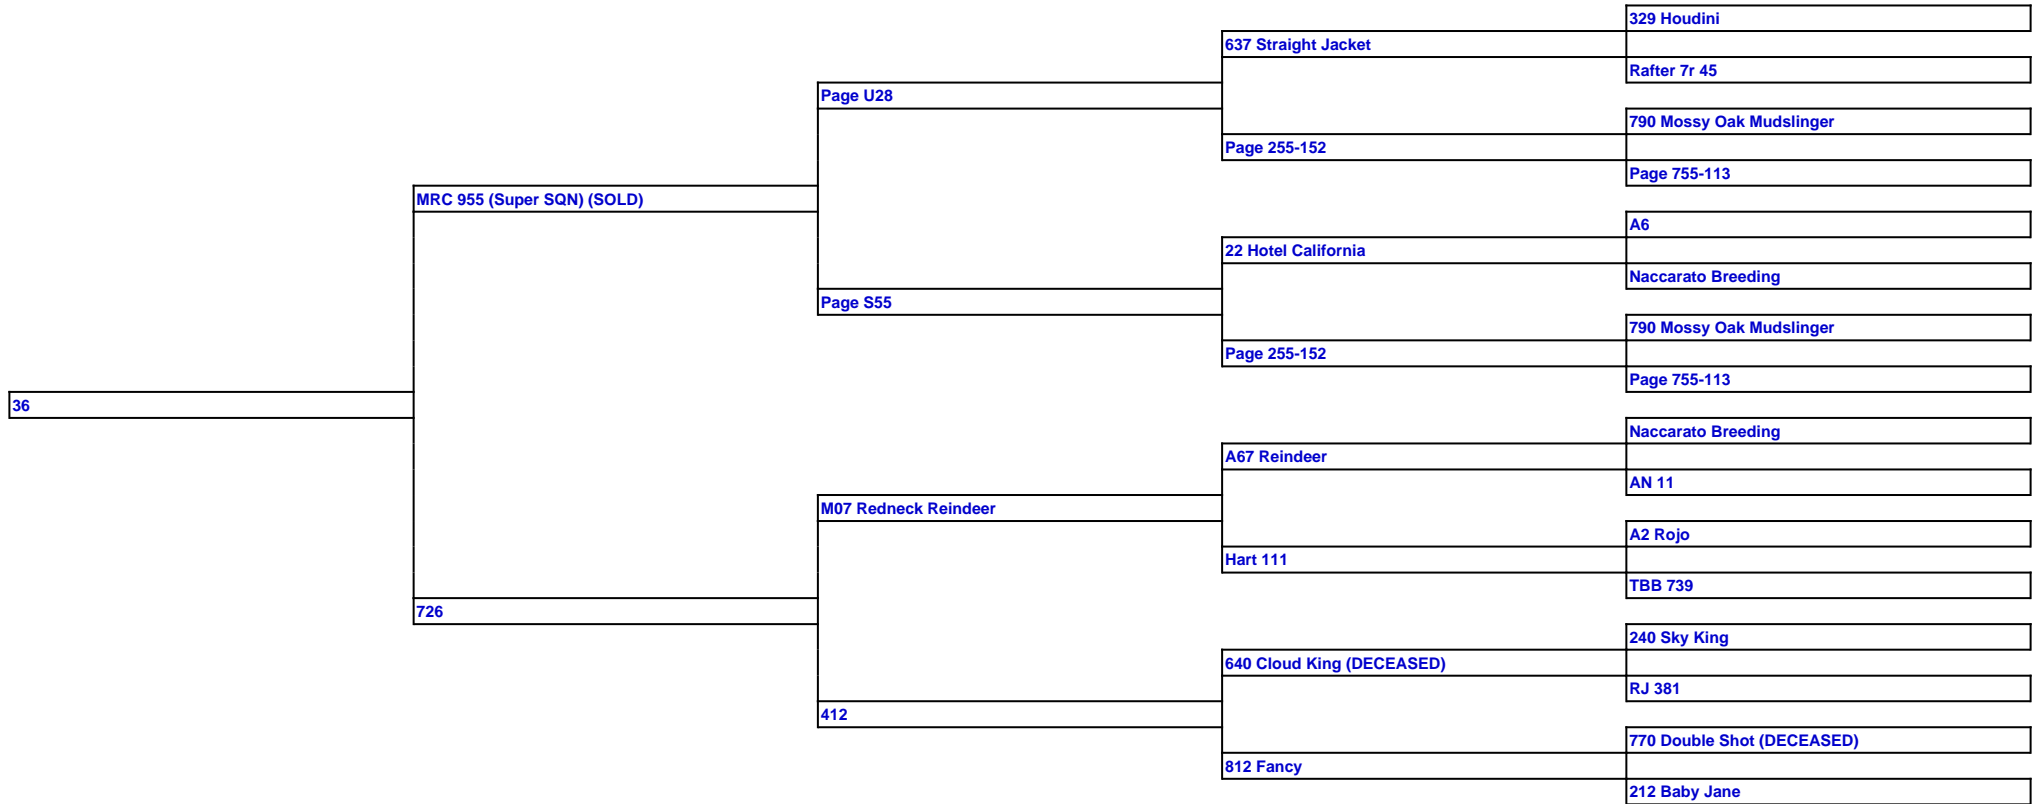 329 Houdini
637 Straight Jacket
Rafter 7r 45
Page U28
790 Mossy Oak Mudslinger
Page 255-152
Page 755-113
MRC 955 (Super SQN) (SOLD)
A6
22 Hotel California
Naccarato Breeding
Page S55
790 Mossy Oak Mudslinger
Page 255-152
Page 755-113
36
Naccarato Breeding
A67 Reindeer
AN 11
M07 Redneck Reindeer
A2 Rojo
Hart 111
TBB 739
726
240 Sky King
640 Cloud King (DECEASED)
RJ 381
412
770 Double Shot (DECEASED)
812 Fancy
212 Baby Jane